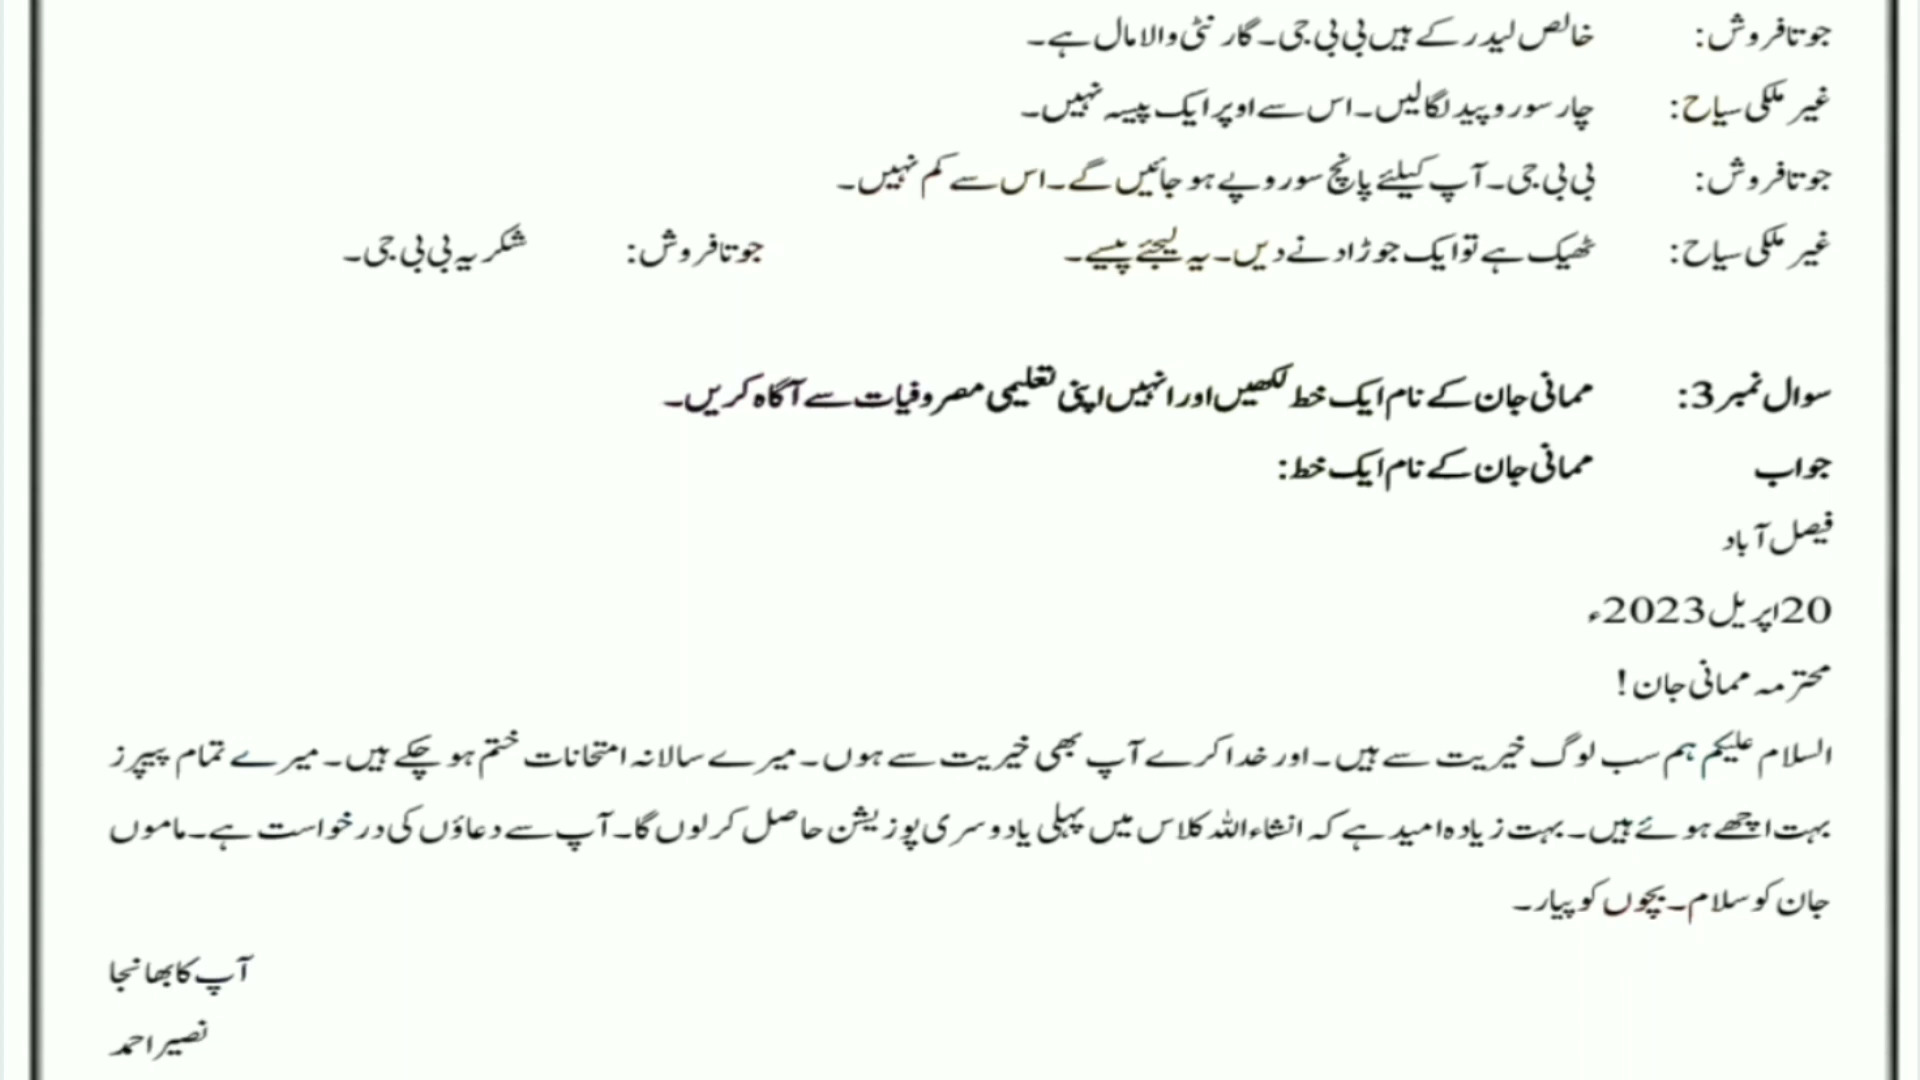 جوتا فروش: خالص لیدر کے ہیں بی بی جی۔ گارنٹی والا مال ہے۔
غیر ملکی سیاح: چار سو روپیہ لگا لیں۔ اس سے اوپر ایک پیسہ نہیں۔
جوتا فروش: بی بی جی۔ آپ کیلئے پانچ سو روپے ہو جائیں گے۔ اس سے کم نہیں۔
غیر ملکی سیاح: ٹھیک ہے تو ایک جوڑا دنے دیں۔ یہ لیجئے پیسے۔ جوتا فروش: شکریہ بی بی جی۔
سوال نمبر 3: ممانی جان کے نام ایک خط لکھیں اور انہیں اپنی تعلیمی مصروفیات سے آگاہ کریں۔
جواب ممانی جان کے نام ایک خط:
فیصل آباد
20 اپریل 2023ء
محترمہ ممانی جان!
السلام علیکم ہم سب لوگ خیریت سے ہیں۔ اور خدا کرے آپ بھی خیریت سے ہوں۔ میرے سالانہ امتحانات ختم ہو چکے ہیں۔ میرے تمام پیپرز
بہت اچھے ہوئے ہیں۔ بہت زیادہ امید ہے کہ انشاءاللہ کلاس میں پہلی یا دوسری پوزیشن حاصل کر لوں گا۔ آپ سے دعاؤں کی درخواست ہے۔ ماموں
جان کو سلام۔ بچوں کو پیار۔
آپ کا بھانجا
نصیر احمد